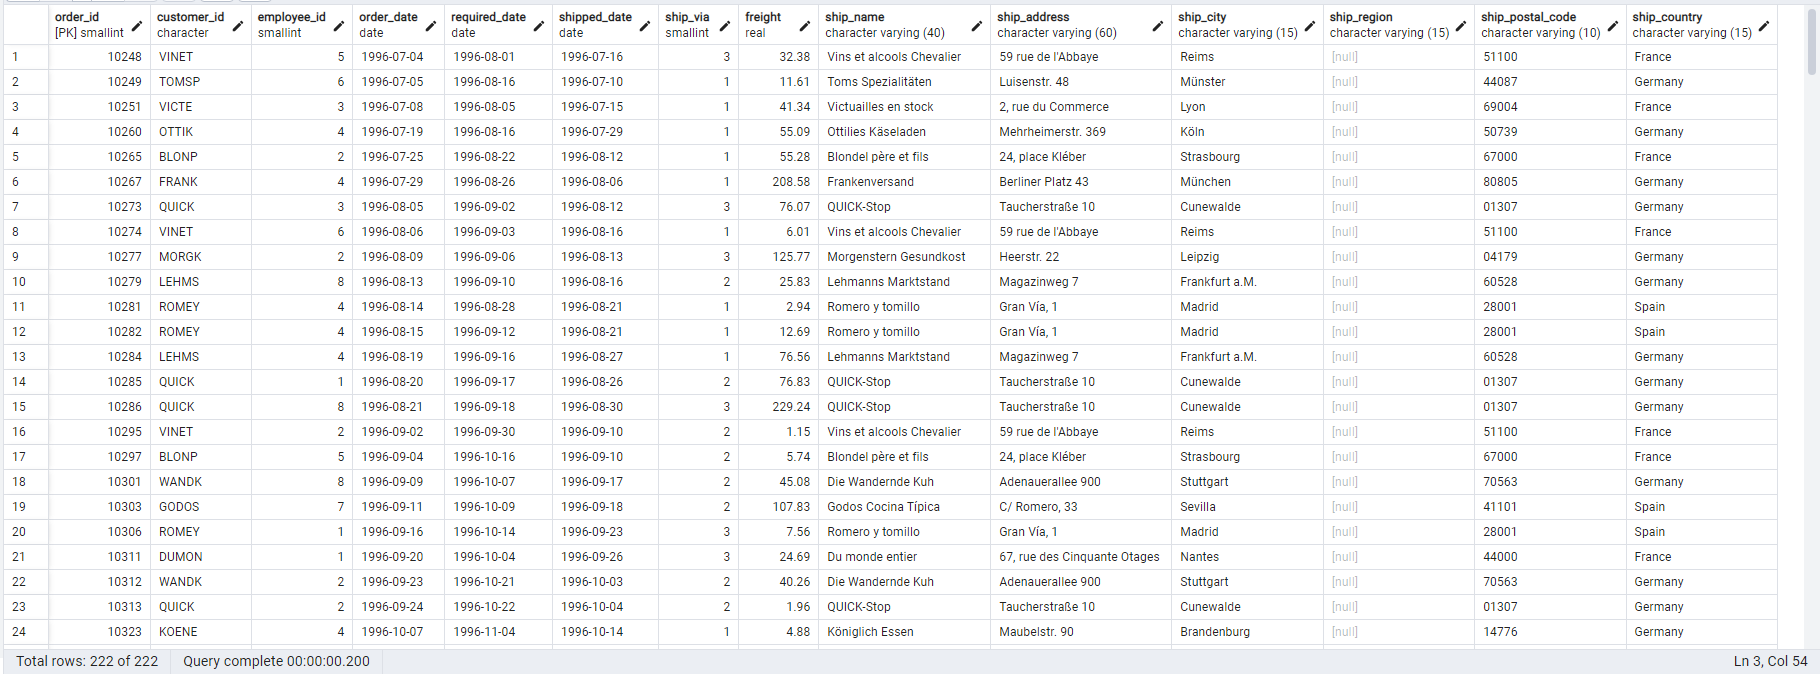 order_id customer_id employee_id order_date required_date shipped_date ship_via freight ship_name ship_address ship_city ship_region ship_postal_code ship_country
[PK] smallint character smallint date date date smallint real character varying (40) character varying (60) character varying (15) character varying (15) character varying (10) character varying (15)
1 10248 VINET 5 1996-07-04 1996-08-01 1996-07-16 3 32.38 Vins et alcools Chevalier 59 rue de l'Abbaye Reims [null] 51100 France
2 10249 TOMSP 6 1996-07-05 1996-08-16 1996-07-10 1 11.61 Toms Spezialitäten Luisenstr. 48 Münster [null] 44087 Germany
3 10251 VICTE 3 1996-07-08 1996-08-05 1996-07-15 1 41.34 Victuailles en stock 2, rue du Commerce Lyon [null] 69004 France
4 10260 OTTIK 4 1996-07-19 1996-08-16 1996-07-29 1 55.09 Ottilies Käseladen Mehrheimerstr. 369 Köln [null] 50739 Germany
5 10265 BLONP 2 1996-07-25 1996-08-22 1996-08-12 1 55.28 Blondel père et fils 24, place Kléber Strasbourg [null] 67000 France
6 10267 FRANK 4 1996-07-29 1996-08-26 1996-08-06 1 208.58 Frankenversand Berliner Platz 43 München [null] 80805 Germany
7 10273 QUICK 3 1996-08-05 1996-09-02 1996-08-12 3 76.07 QUICK-Stop Taucherstraße 10 Cunewalde [null] 01307 Germany
8 10274 VINET 6 1996-08-06 1996-09-03 1996-08-16 1 6.01 Vins et alcools Chevalier 59 rue de l'Abbaye Reims [null] 51100 France
9 10277 MORGK 2 1996-08-09 1996-09-06 1996-08-13 3 125.77 Morgenstern Gesundkost Heerstr. 22 Leipzig [null] 04179 Germany
10 10279 LEHMS 8 1996-08-13 1996-09-10 1996-08-16 2 25.83 Lehmanns Marktstand Magazinweg 7 Frankfurt a.M. [null] 60528 Germany
11 10281 ROMEY 4 1996-08-14 1996-08-28 1996-08-21 1 2.94 Romero y tomillo Gran Vía, 1 Madrid [null] 28001 Spain
12 10282 ROMEY 4 1996-08-15 1996-09-12 1996-08-21 1 12.69 Romero y tomillo Gran Vía, 1 Madrid [null] 28001 Spain
13 10284 LEHMS 4 1996-08-19 1996-09-16 1996-08-27 1 76.56 Lehmanns Marktstand Magazinweg 7 Frankfurt a.M. [null] 60528 Germany
14 10285 QUICK 1 1996-08-20 1996-09-17 1996-08-26 2 76.83 QUICK-Stop Taucherstraße 10 Cunewalde [null] 01307 Germany
15 10286 QUICK 8 1996-08-21 1996-09-18 1996-08-30 3 229.24 QUICK-Stop Taucherstraße 10 Cunewalde [null] 01307 Germany
16 10295 VINET 2 1996-09-02 1996-09-30 1996-09-10 2 1.15 Vins et alcools Chevalier 59 rue de l'Abbaye Reims [null] 51100 France
17 10297 BLONP 5 1996-09-04 1996-10-16 1996-09-10 2 5.74 Blondel père et fils 24, place Kléber Strasbourg [null] 67000 France
18 10301 WANDK 8 1996-09-09 1996-10-07 1996-09-17 2 45.08 Die Wandernde Kuh Adenauerallee 900 Stuttgart [null] 70563 Germany
19 10303 GODOS 7 1996-09-11 1996-10-09 1996-09-18 2 107.83 Godos Cocina Típica C/ Romero, 33 Sevilla [null] 41101 Spain
20 10306 ROMEY 1 1996-09-16 1996-10-14 1996-09-23 3 7.56 Romero y tomillo Gran Vía, 1 Madrid [null] 28001 Spain
21 10311 DUMON 1 1996-09-20 1996-10-04 1996-09-26 3 24.69 Du monde entier 67, rue des Cinquante Otages Nantes [null] 44000 France
22 10312 WANDK 2 1996-09-23 1996-10-21 1996-10-03 2 40.26 Die Wandernde Kuh Adenauerallee 900 Stuttgart [null] 70563 Germany
23 10313 QUICK 2 1996-09-24 1996-10-22 1996-10-04 2 1.96 QUICK-Stop Taucherstraße 10 Cunewalde [null] 01307 Germany
24 10323 KOENE 4 1996-10-07 1996-11-04 1996-10-14 1 4.88 Königlich Essen Maubelstr. 90 Brandenburg [null] 14776 Germany
Total rows: 222 of 222 Query complete 00:00:00.200 Ln 3, Col 54